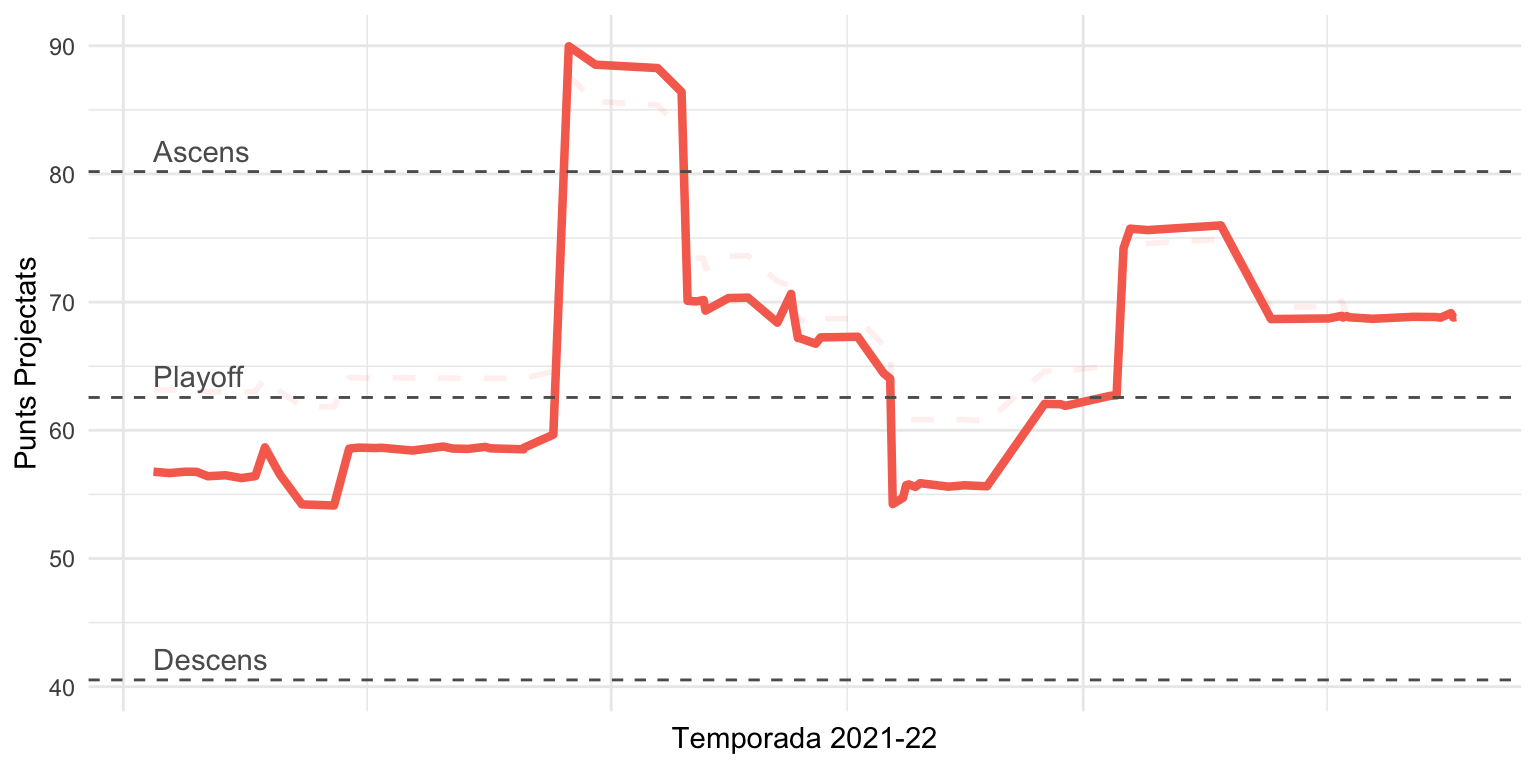 90
Ascens
80
70
Playoff
60
50
Descens
40
Punts Projectats
Temporada 2021-22